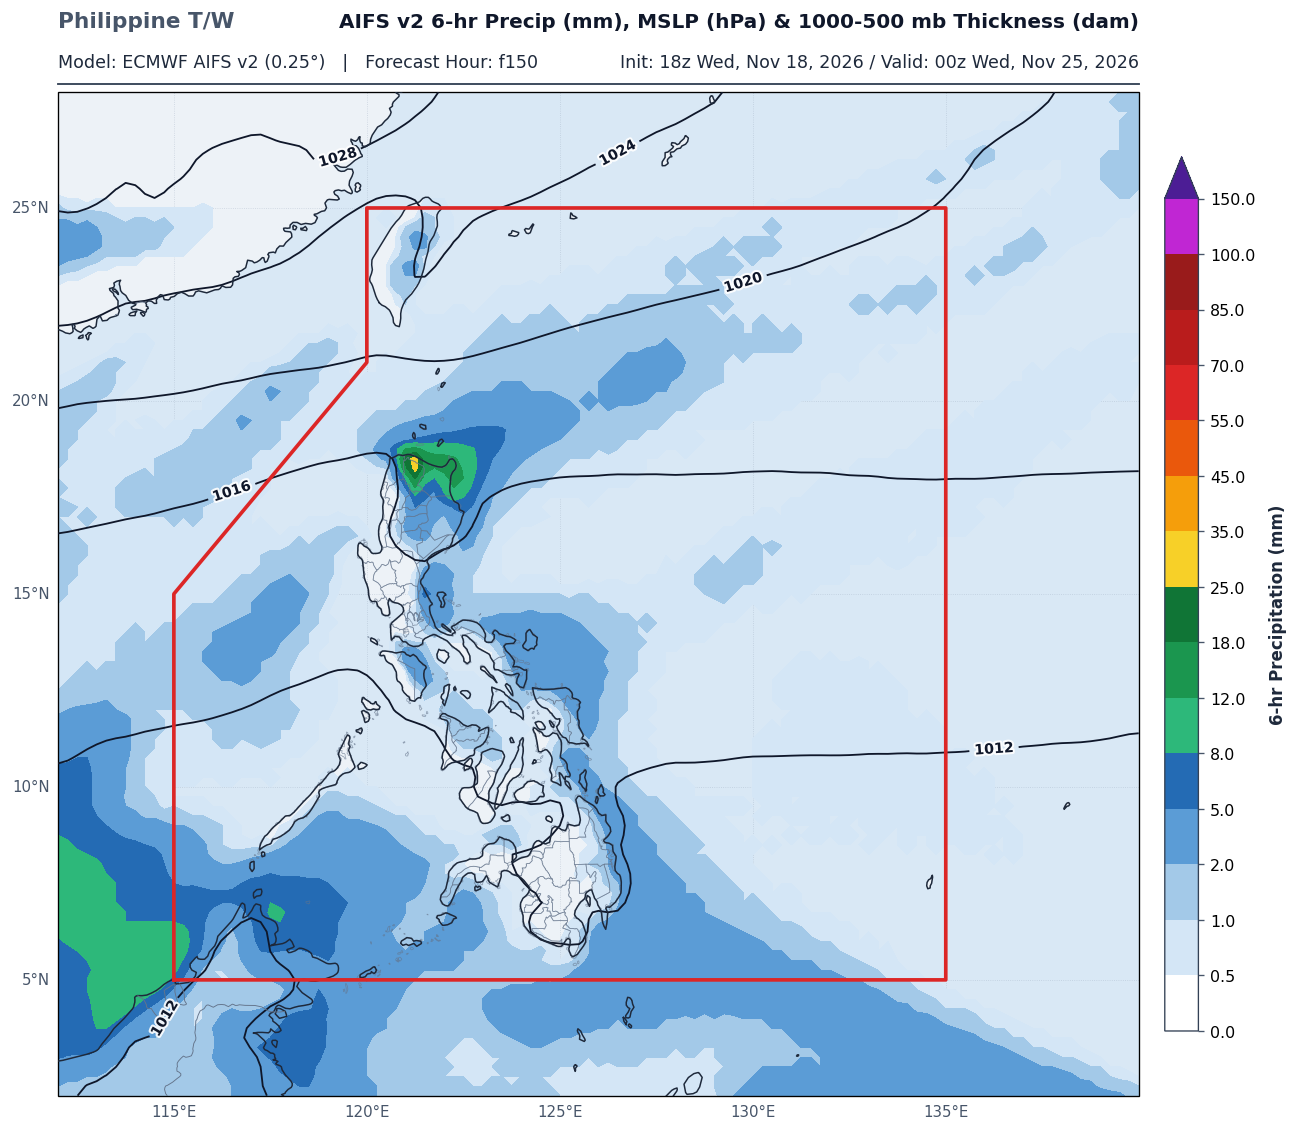 Philippine T/W
AIFS v2 6-hr Precip (mm), MSLP (hPa) & 1000-500 mb Thickness (dam)
Model: ECMWF AIFS v2 (0.25°) | Forecast Hour: f150
Init: 18z Wed, Nov 18, 2026 / Valid: 00z Wed, Nov 25, 2026
1028
1024
1020
1016
1012
1012
25°N
20°N
15°N
10°N
5°N
115°E
120°E
125°E
130°E
135°E
150.0
100.0
85.0
70.0
55.0
45.0
35.0
25.0
18.0
12.0
8.0
5.0
2.0
1.0
0.5
0.0
6-hr Precipitation (mm)